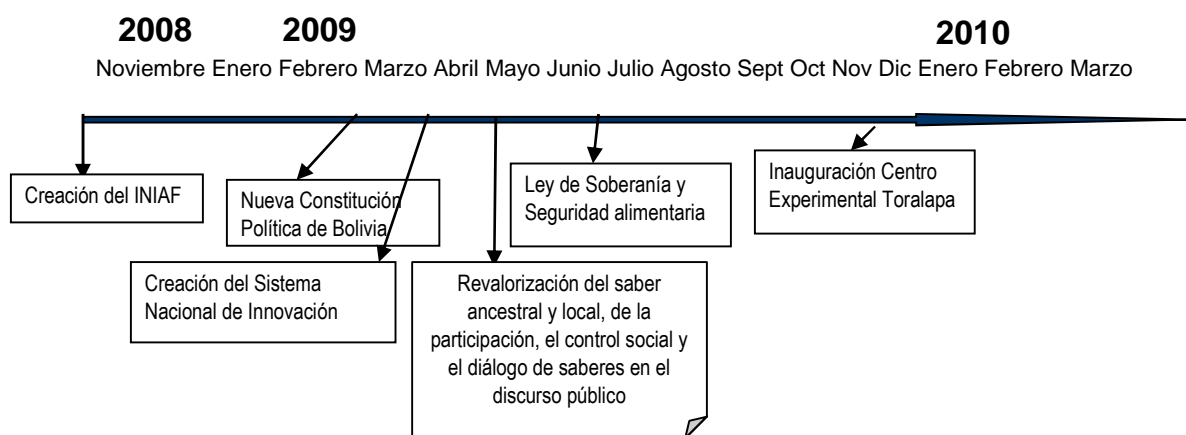 2008 2009 2010
Noviembre Enero Febrero Marzo Abril Mayo Junio Julio Agosto Sept Oct Nov Dic Enero Febrero Marzo
Creación del INIAF
Nueva Constitución
Política de Bolivia
Ley de Soberanía y
Seguridad alimentaria
Inauguración Centro
Experimental Toralapa
Creación del Sistema
Nacional de Innovación
Revalorización del saber
ancestral y local, de la
participación, el control social y
el diálogo de saberes en el
discurso público